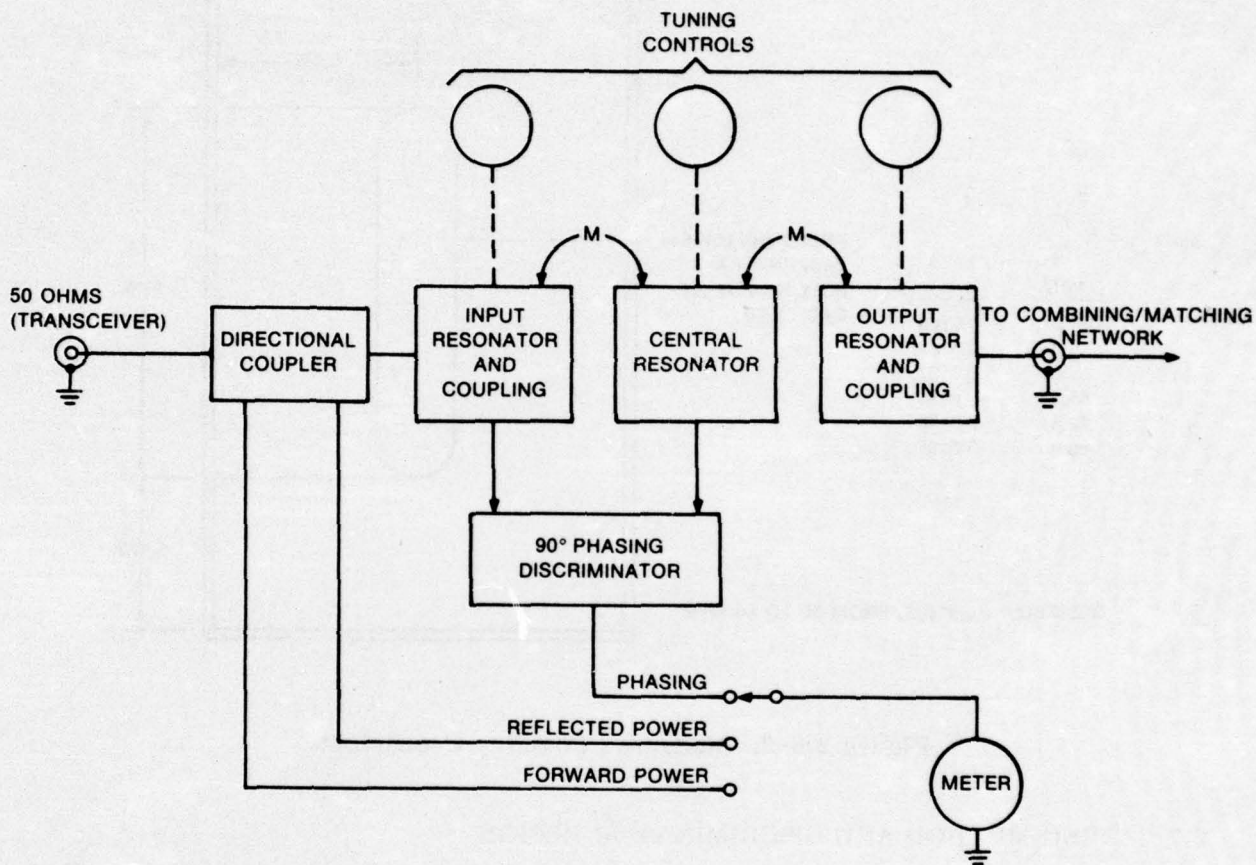 TUNING
CONTROLS
M
M
50 OHMS
(TRANSCEIVER)
DIRECTIONAL
COUPLER
INPUT
RESONATOR
AND
COUPLING
CENTRAL
RESONATOR
OUTPUT
RESONATOR
AND
COUPLING
TO COMBINING/MATCHING
NETWORK
90° PHASING
DISCRIMINATOR
PHASING
REFLECTED POWER
FORWARD POWER
METER